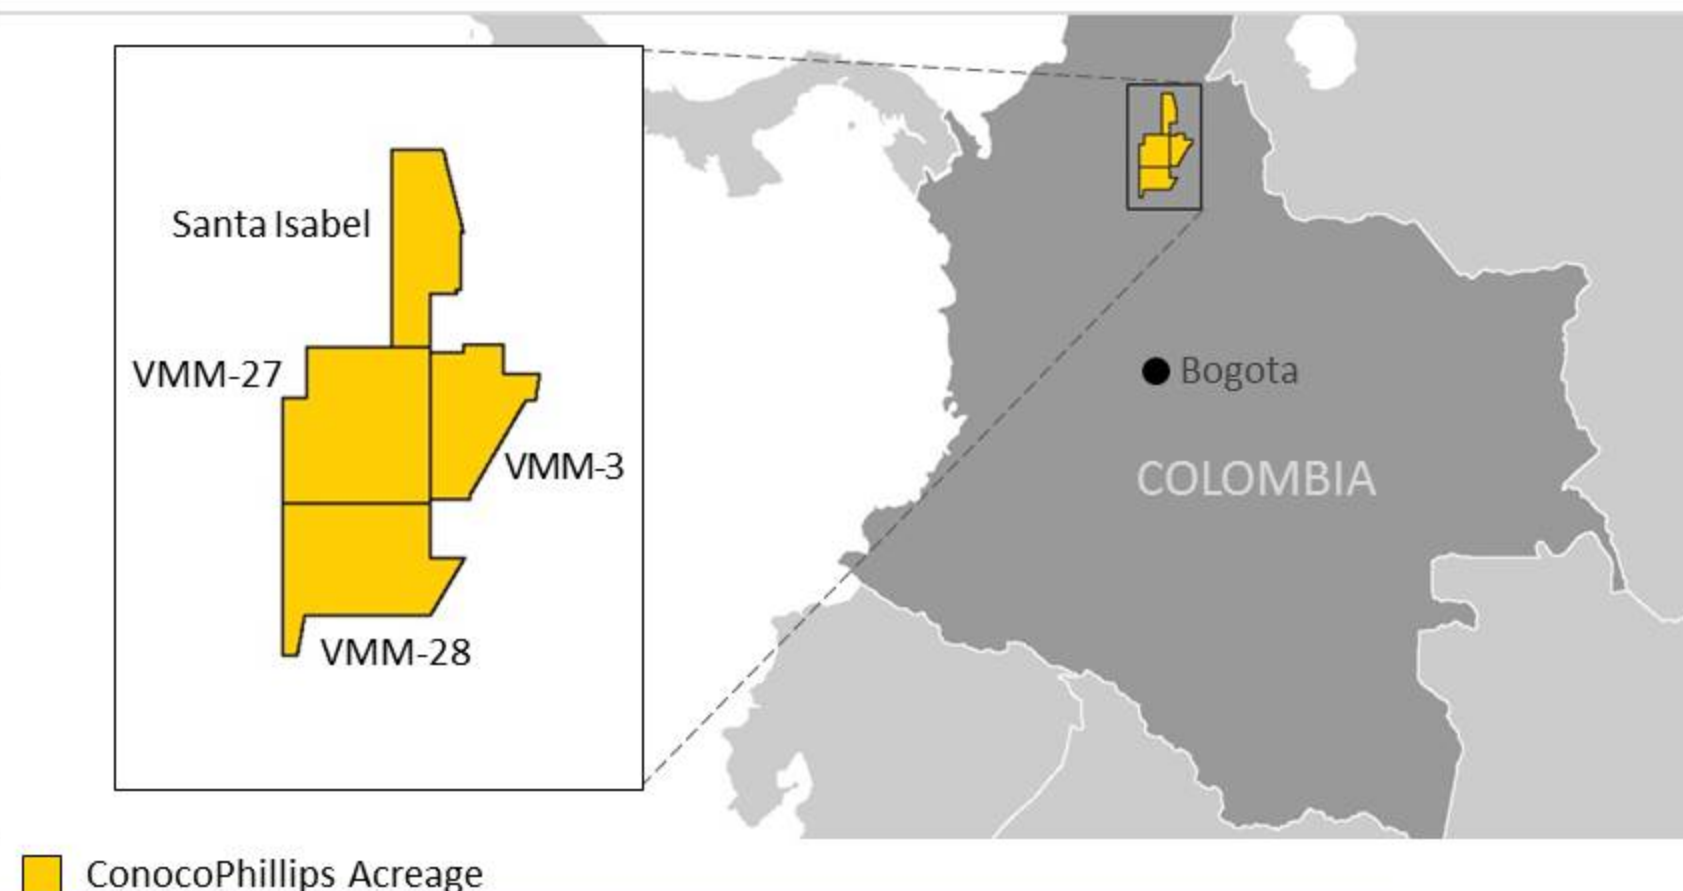 Santa Isabel
VMM-27
VMM-3
VMM-28
Bogota
COLOMBIA
ConocoPhillips Acreage